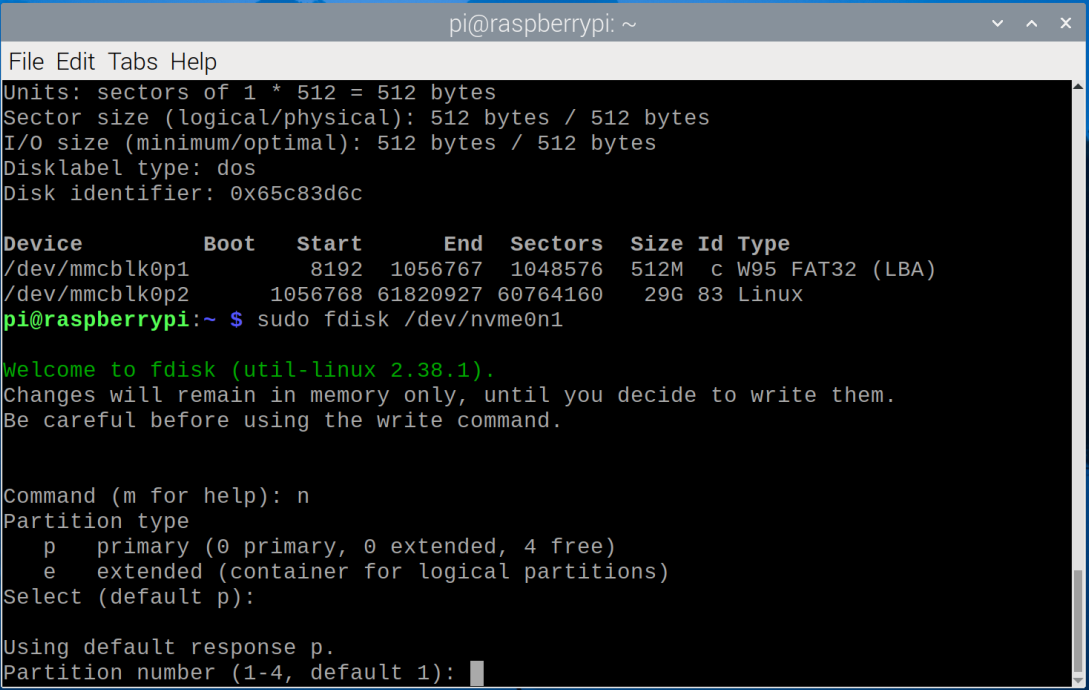 pi@raspberrypi: ~
File Edit Tabs Help
Units: sectors of 1 * 512 = 512 bytes
Sector size (logical/physical): 512 bytes / 512 bytes
I/O size (minimum/optimal): 512 bytes / 512 bytes
Disklabel type: dos
Disk identifier: 0x65c83d6c
Device         Boot   Start      End  Sectors  Size Id Type
/dev/mmcblk0p1         8192  1056767  1048576  512M  c W95 FAT32 (LBA)
/dev/mmcblk0p2      1056768 61820927 60764160   29G 83 Linux
pi@raspberrypi:~ $ sudo fdisk /dev/nvme0n1
Welcome to fdisk (util-linux 2.38.1).
Changes will remain in memory only, until you decide to write them.
Be careful before using the write command.
Command (m for help): n
Partition type
   p   primary (0 primary, 0 extended, 4 free)
   e   extended (container for logical partitions)
Select (default p):
Using default response p.
Partition number (1-4, default 1):